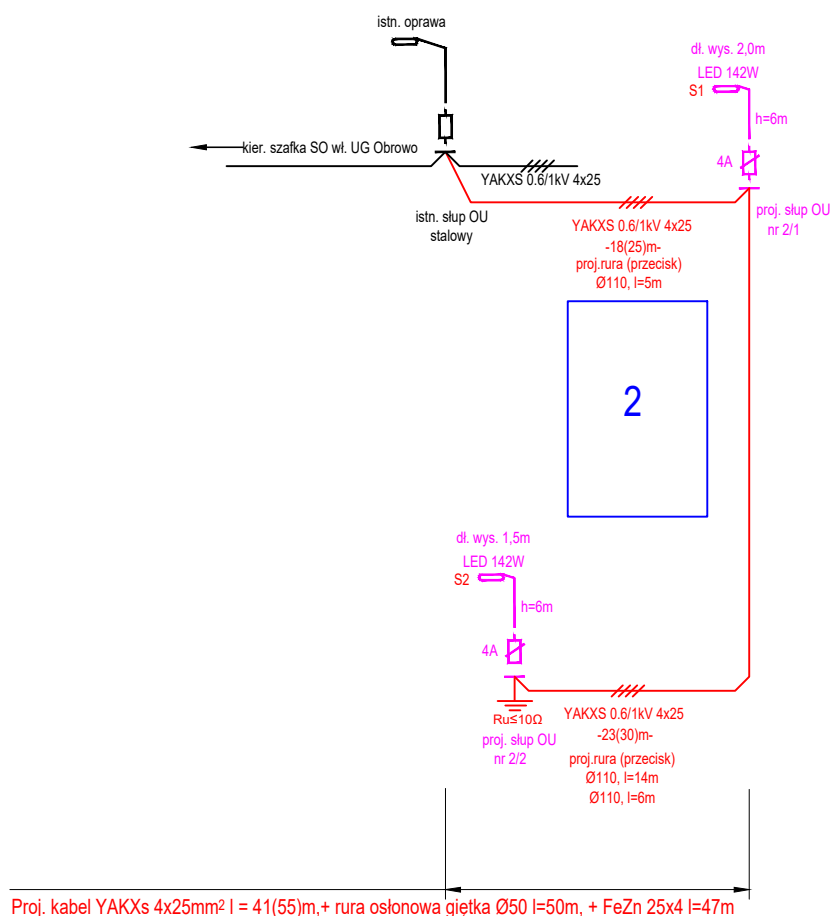 istn. oprawa
dł. wys. 2,0m
LED 142W
S1
h=6m
kier. szafka SO wł. UG Obrowo
4A
YAKXS 0.6/1kV 4x25
istn. słup OU
stalowy
proj. słup OU
nr 2/1
YAKXS 0.6/1kV 4x25
-18(25)m-
proj.rura (przecisk)
Ø110, l=5m
2
dł. wys. 1,5m
LED 142W
S2
h=6m
4A
Ru≤10Ω
proj. słup OU
nr 2/2
YAKXS 0.6/1kV 4x25
-23(30)m-
proj.rura (przecisk)
Ø110, l=14m
Ø110, l=6m
Proj. kabel YAKXs 4x25mm² l = 41(55)m,+ rura osłonowa giętka Ø50 l=50m, + FeZn 25x4 l=47m